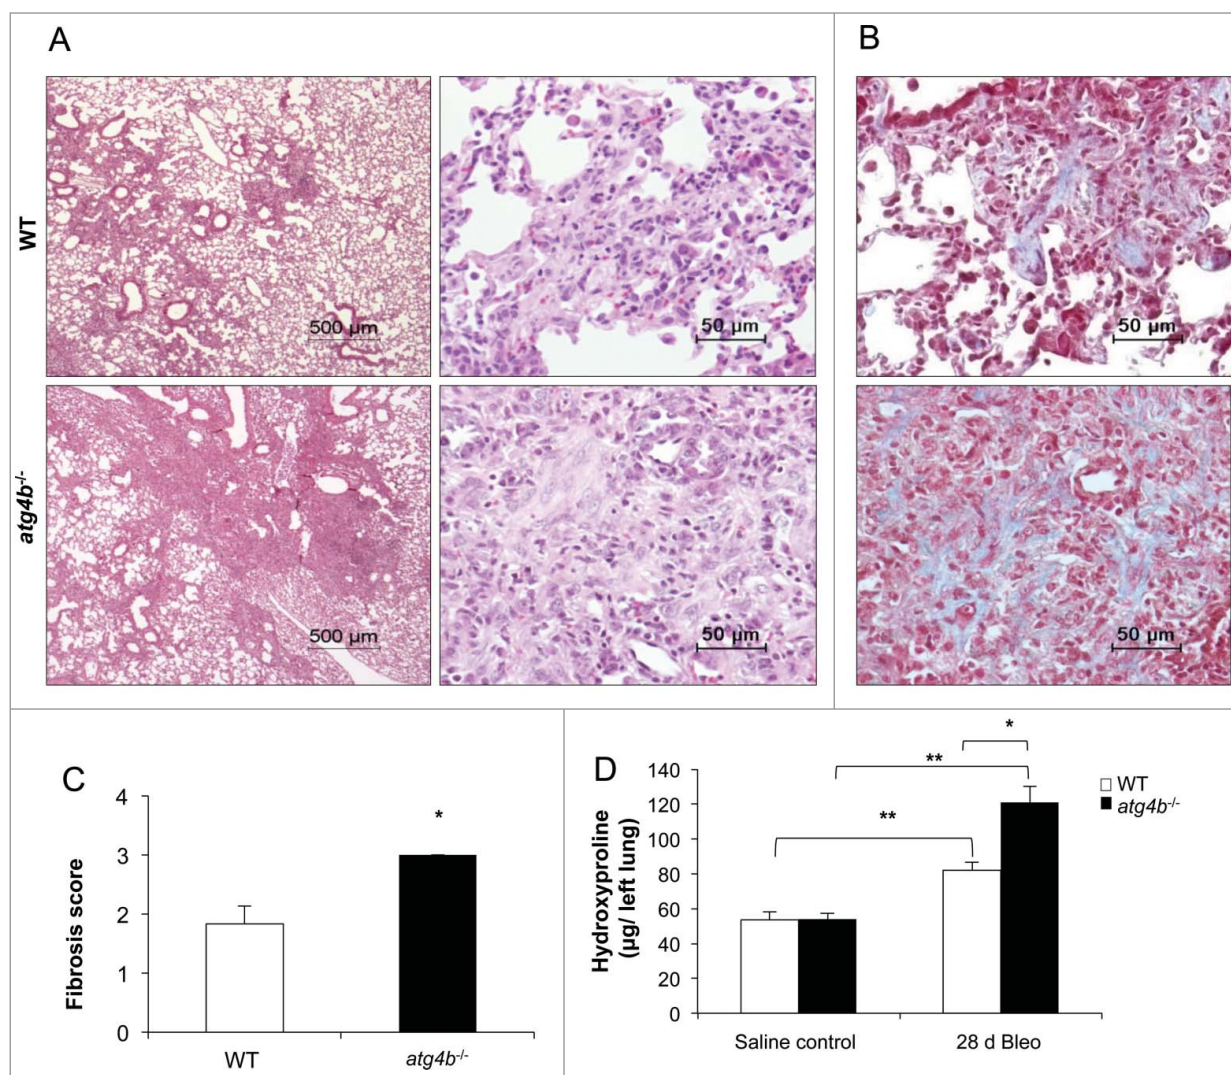 A
B
WT
500 µm
50 µm
50 µm
atg4b-/-
500 µm
50 µm
50 µm
C
Fibrosis score
4
3
2
1
0
*
WT
atg4b-/-
D
Hydroxyproline
(µg/ left lung)
140
120
100
80
60
40
20
0
**
**
*
WT
atg4b-/-
Saline control
28 d Bleo